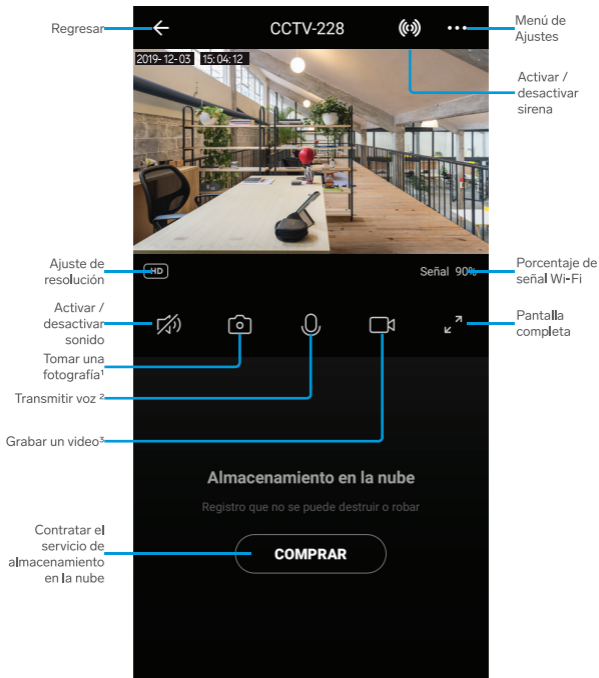 Regresar
CCTV-228
Menú de
Ajustes
2019-12-03 15:04:12
Activar /
desactivar
sirena
Ajuste de
resolución
HD
Señal 90%
Porcentaje de
señal Wi-Fi
Activar /
desactivar
sonido
Pantalla
completa
Tomar una
fotografía¹
Transmitir voz ²
Grabar un video³
Almacenamiento en la nube
Registro que no se puede destruir o robar
Contratar el
servicio de
almacenamiento
en la nube
COMPRAR